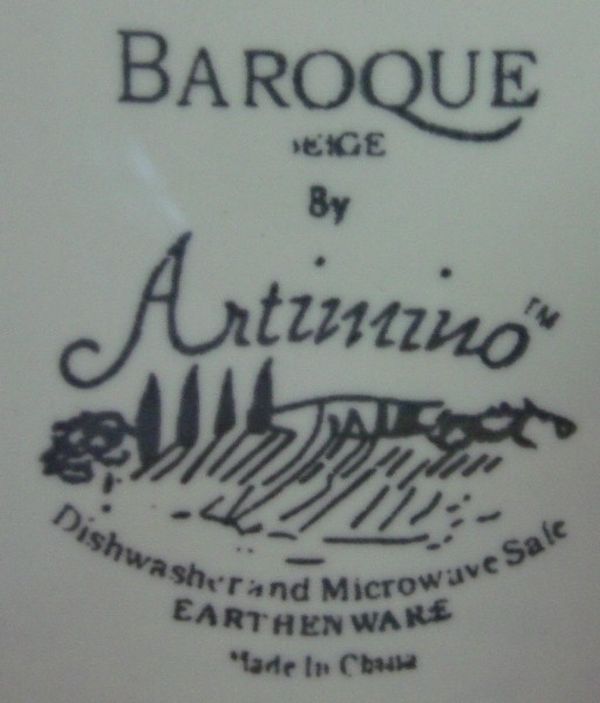 BAROQUE
BEIGE
By
Artimino™
Dishwasher and Microwave Safe
EARTHENWARE
Made In China